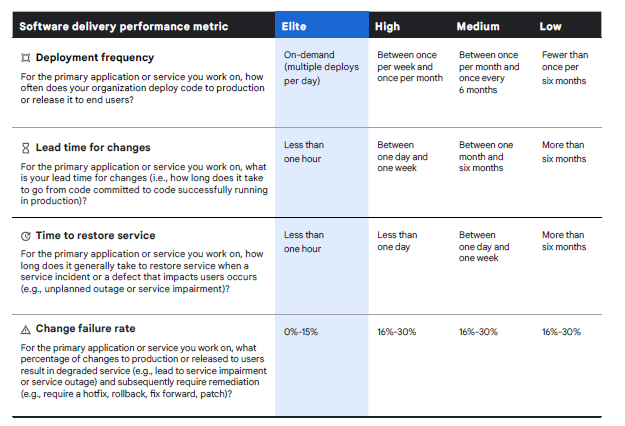 Software delivery performance metric Elite High Medium Low
Deployment frequency
For the primary application or service you work on, how
often does your organization deploy code to production
or release it to end users?
On-demand
(multiple deploys
per day)
Between once
per week and
once per month
Between once
per month and
once every
6 months
Fewer than
once per
six months
Lead time for changes
For the primary application or service you work on, what
is your lead time for changes (i.e., how long does it take
to go from code committed to code successfully running
in production)?
Less than
one hour
Between
one day and
one week
Between one
month and
six months
More than
six months
Time to restore service
For the primary application or service you work on, how
long does it generally take to restore service when a
service incident or a defect that impacts users occurs
(e.g., unplanned outage or service impairment)?
Less than
one hour
Less than
one day
Between
one day and
one week
More than
six months
Change failure rate
For the primary application or service you work on, what
percentage of changes to production or released to users
result in degraded service (e.g., lead to service impairment
or service outage) and subsequently require remediation
(e.g., require a hotfix, rollback, fix forward, patch)?
0%-15%
16%-30%
16%-30%
16%-30%